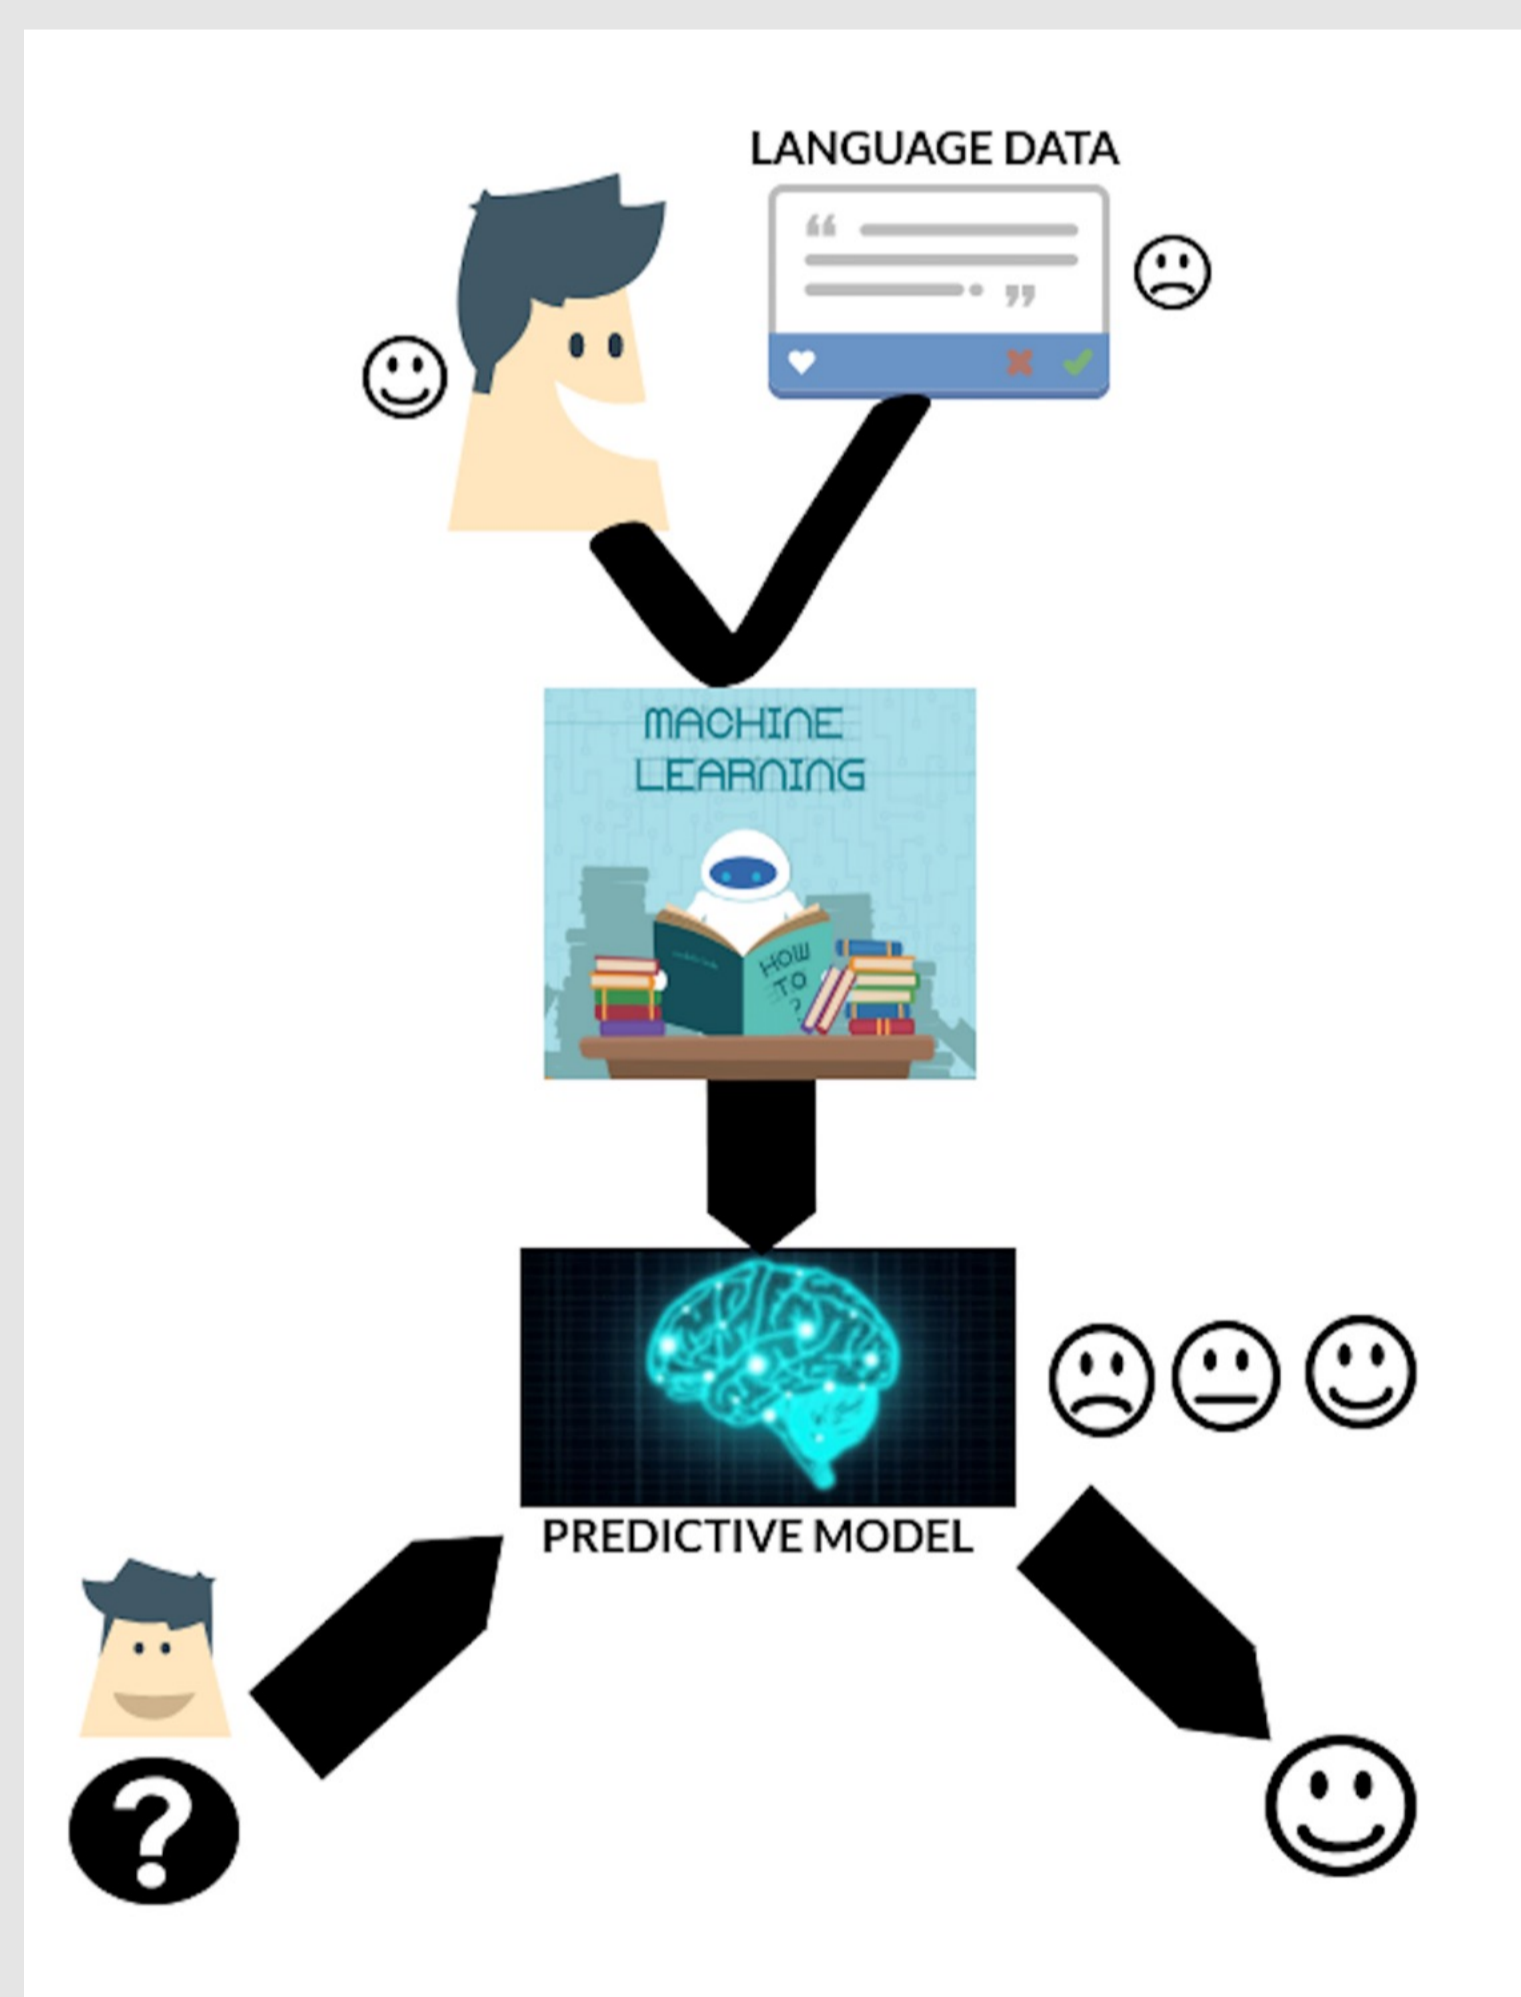 LANGUAGE DATA
“
”
MACHINE
LEARNING
HOW
TO
?
PREDICTIVE MODEL
?